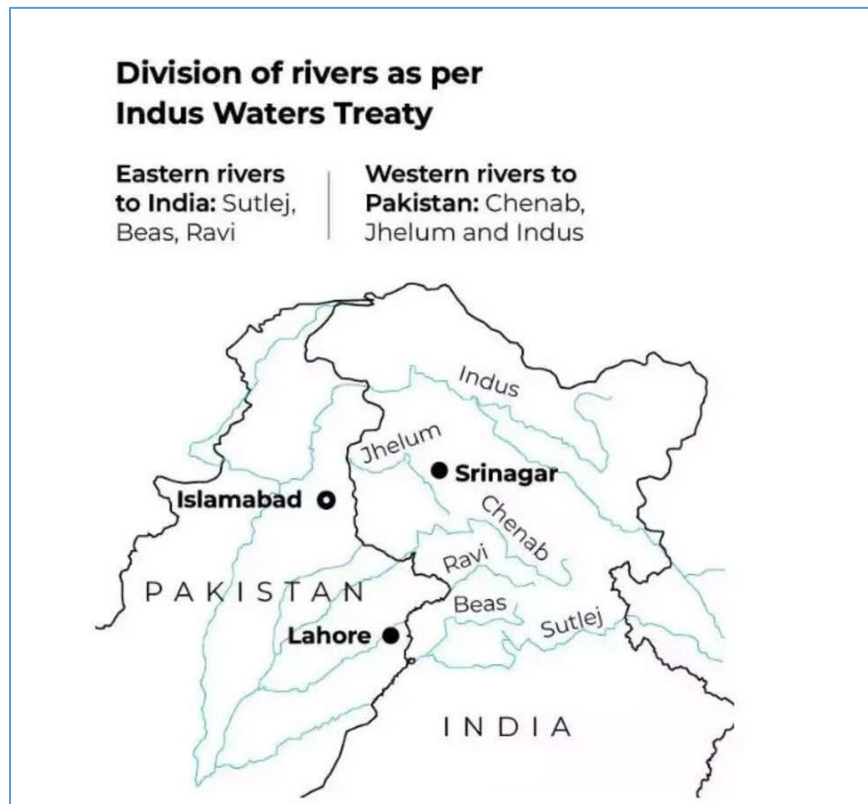 Division of rivers as per
Indus Waters Treaty
Eastern rivers
to India: Sutlej,
Beas, Ravi
Western rivers to
Pakistan: Chenab,
Jhelum and Indus
Indus
Jhelum
Srinagar
Islamabad
Chenab
Ravi
PAKISTAN
Beas
Sutlej
Lahore
INDIA